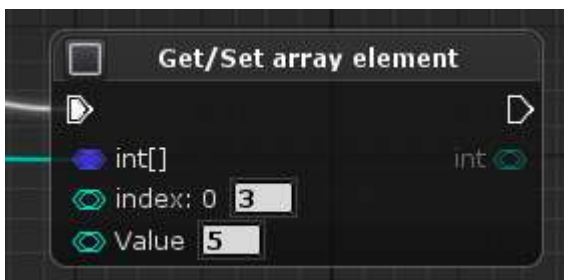 Get/Set array element
int[] int
index: 0 3
Value 5